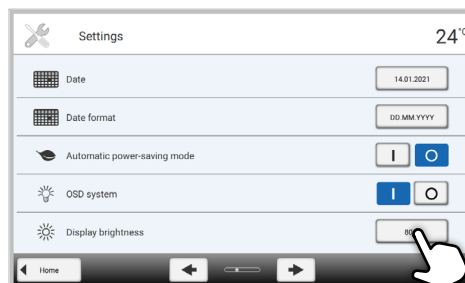 Settings
24°C
Date
14.01.2021
Date format
DD.MM.YYYY
Automatic power-saving mode
I O
OSD system
I O
Display brightness
Home